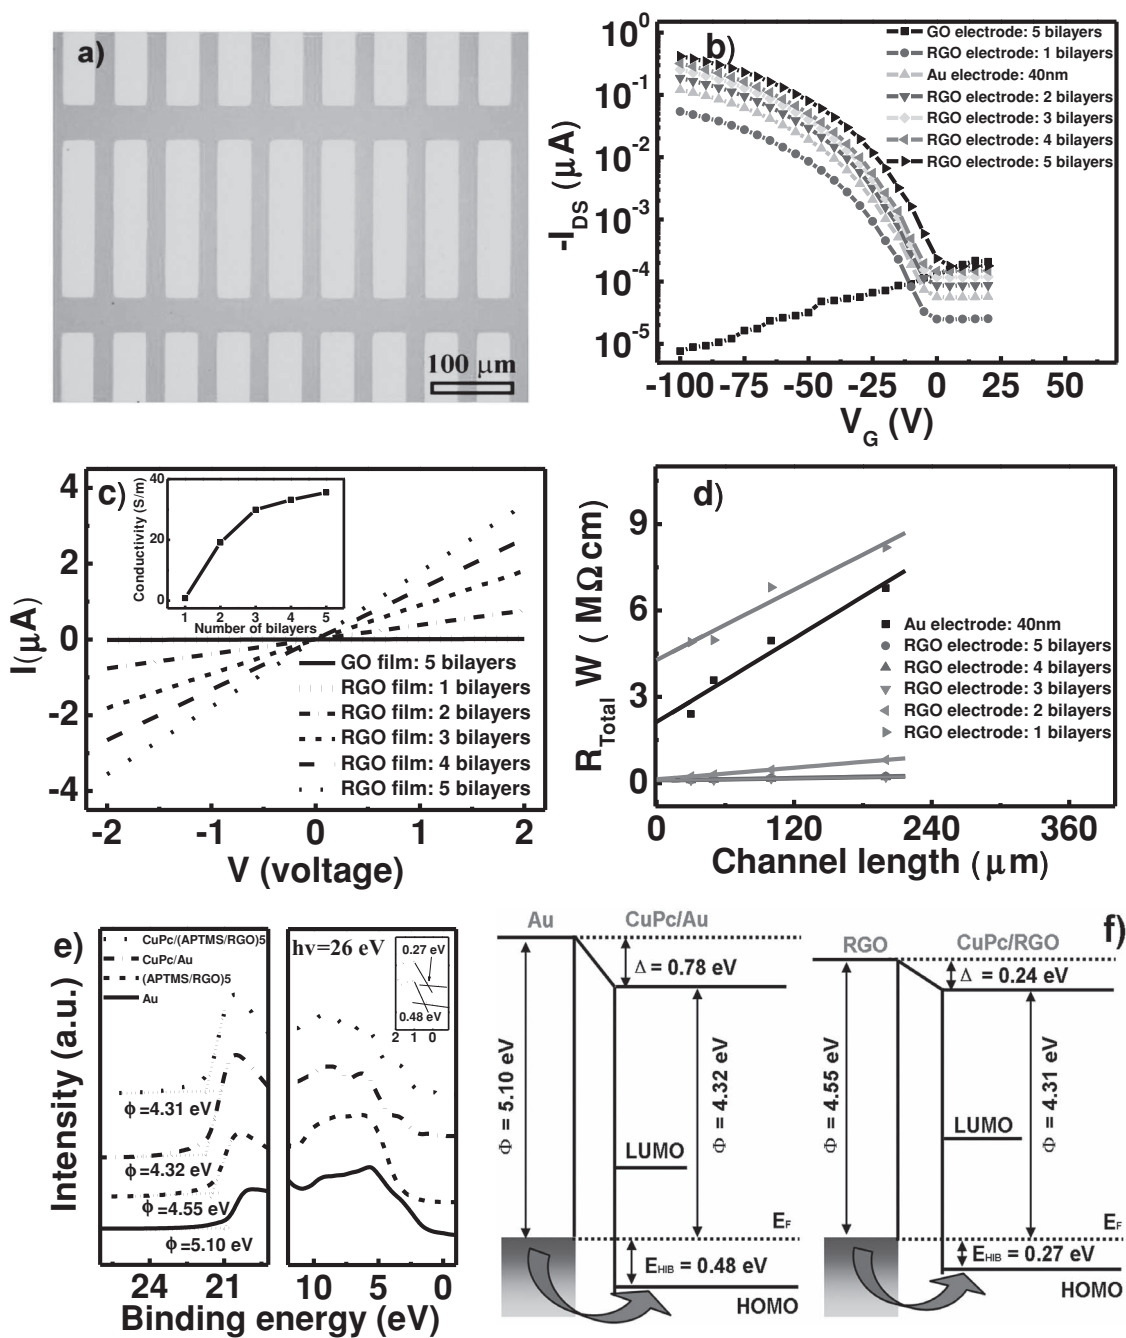 a)
100 μm
b)
-I_DS (μA)
10^0
10^-1
10^-2
10^-3
10^-4
10^-5
GO electrode: 5 bilayers
RGO electrode: 1 bilayers
Au electrode: 40nm
RGO electrode: 2 bilayers
RGO electrode: 3 bilayers
RGO electrode: 4 bilayers
RGO electrode: 5 bilayers
-100 -75 -50 -25 0 25 50
V_G (V)
c)
I(μA)
4
2
0
-2
-4
Conductivity (S/m)
40
20
0
1 2 3 4 5
Number of bilayers
GO film: 5 bilayers
RGO film: 1 bilayers
RGO film: 2 bilayers
RGO film: 3 bilayers
RGO film: 4 bilayers
RGO film: 5 bilayers
-2 -1 0 1 2
V (voltage)
d)
R_Total W ( MΩ cm)
9
6
3
0
Au electrode: 40nm
RGO electrode: 5 bilayers
RGO electrode: 4 bilayers
RGO electrode: 3 bilayers
RGO electrode: 2 bilayers
RGO electrode: 1 bilayers
0 120 240 360
Channel length (μm)
e)
Intensity (a.u.)
CuPc/(APTMS/RGO)5
CuPc/Au
(APTMS/RGO)5
Au
ϕ=4.31 eV
ϕ=4.32 eV
ϕ=4.55 eV
ϕ=5.10 eV
hν=26 eV
0.27 eV
0.48 eV
2 1 0
24 21 10 5 0
Binding energy (eV)
f)
Au
CuPc/Au
Δ = 0.78 eV
Φ = 5.10 eV
Φ = 4.32 eV
LUMO
E_F
E_HIB = 0.48 eV
HOMO
RGO
CuPc/RGO
Δ = 0.24 eV
Φ = 4.55 eV
Φ = 4.31 eV
LUMO
E_F
E_HIB = 0.27 eV
HOMO